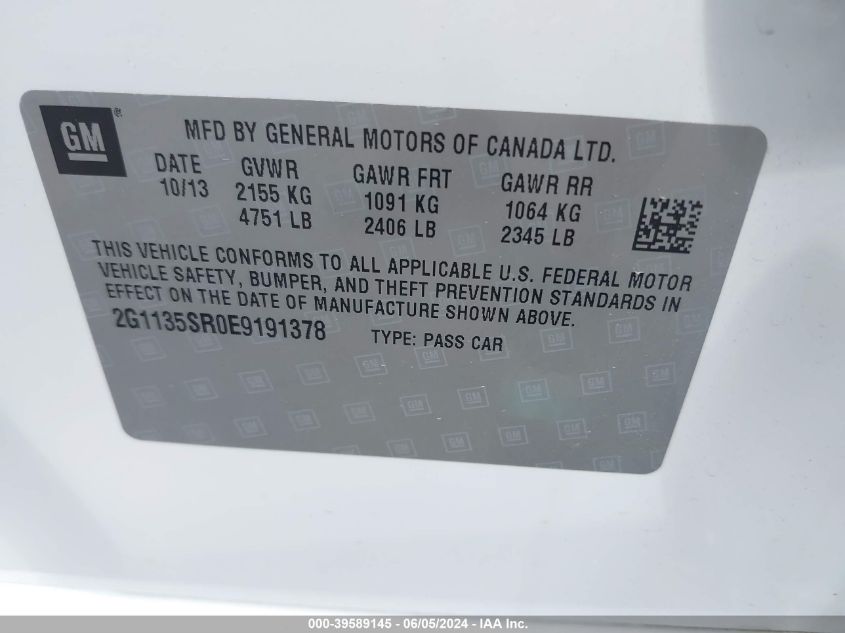 GM ®
MFD BY GENERAL MOTORS OF CANADA LTD.
DATE GVWR GAWR FRT GAWR RR
10/13 2155 KG 1091 KG 1064 KG
4751 LB 2406 LB 2345 LB
THIS VEHICLE CONFORMS TO ALL APPLICABLE U.S. FEDERAL MOTOR
VEHICLE SAFETY, BUMPER, AND THEFT PREVENTION STANDARDS IN
EFFECT ON THE DATE OF MANUFACTURE SHOWN ABOVE.
2G1135SR0E9191378 TYPE: PASS CAR
000-39589145 - 06/05/2024 - IAA Inc.